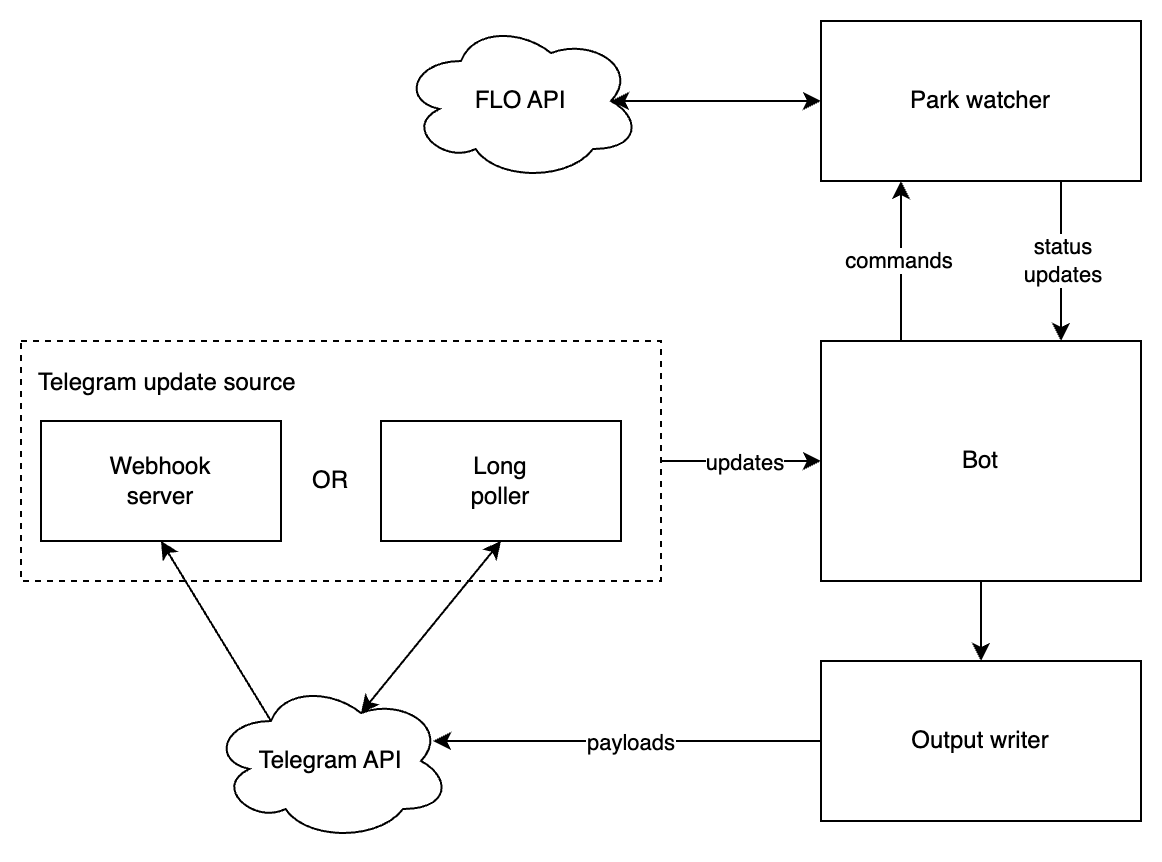 FLO API
Park watcher
commands
status
updates
Telegram update source
Webhook
server
OR
Long
poller
updates
Bot
Telegram API
payloads
Output writer